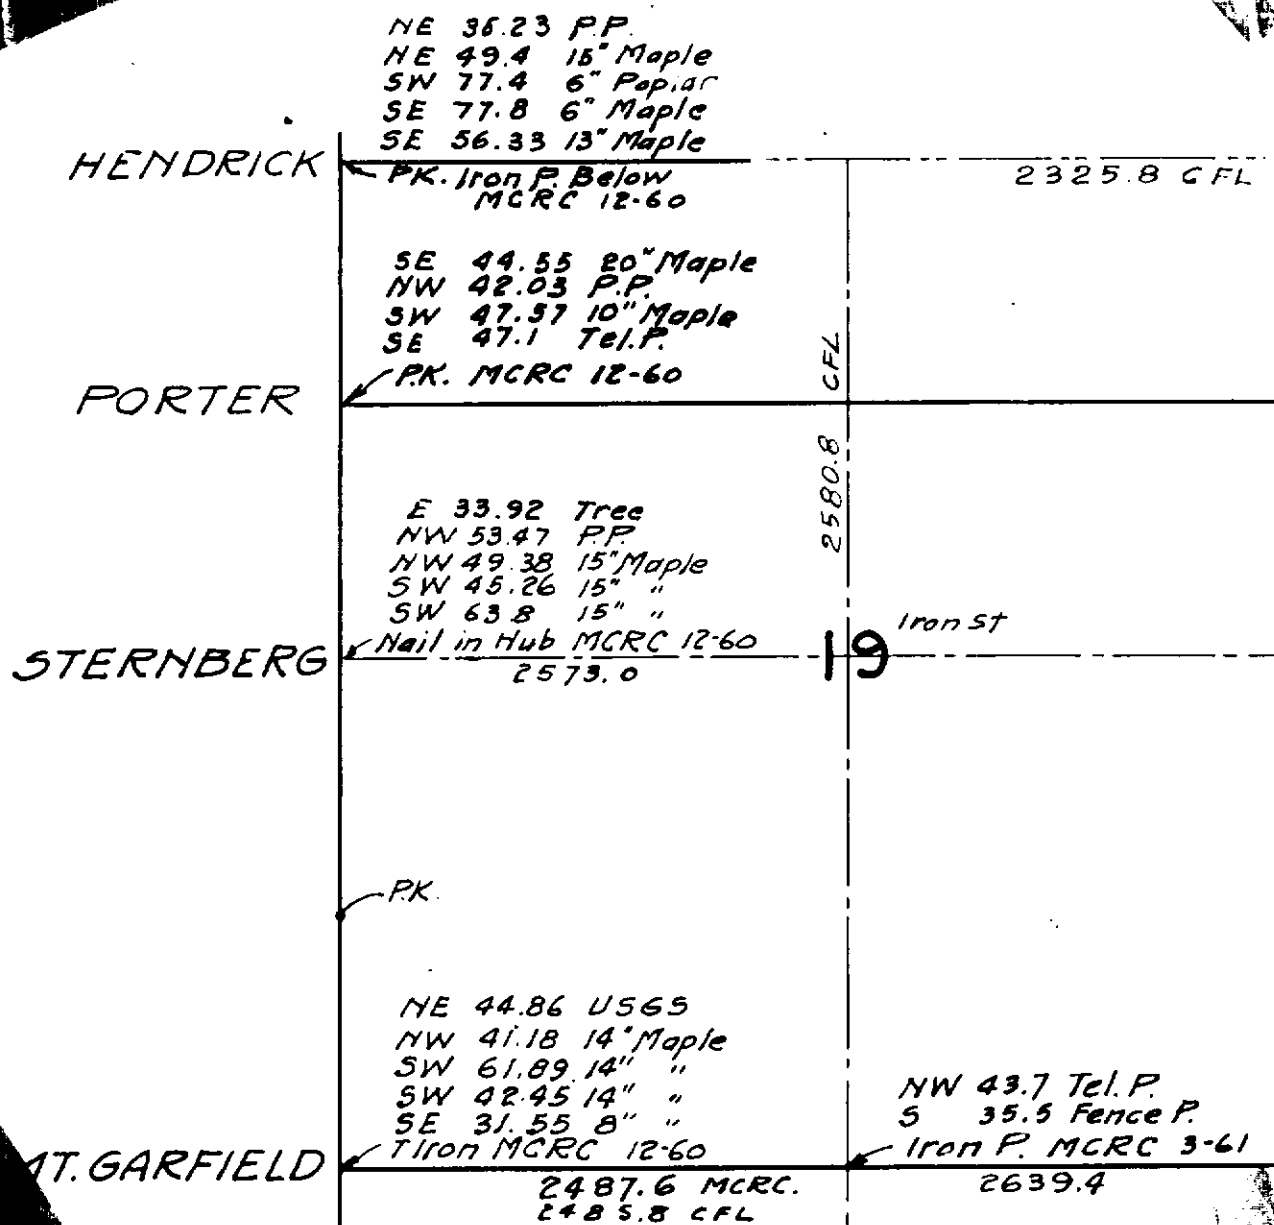 NE 36.23 P.P.
NE 49.4 15" Maple
SW 77.4 6" Poplar
SE 77.8 6" Maple
SE 56.33 13" Maple
HENDRICK
P.K. Iron P. Below
MCRC 12-60
2325.8 CFL
SE 44.55 20" Maple
NW 42.03 P.P.
SW 47.57 10" Maple
SE 47.1 Tel.P.
P.K. MCRC 12-60
PORTER
2580.8 CFL
E 33.92 Tree
NW 53.47 P.P.
NW 49.38 15" Maple
SW 45.26 15" "
SW 63.8 15" "
Nail in Hub MCRC 12-60
STERNBERG
2573.0
19
Iron St
P.K.
NE 44.86 USGS
NW 41.18 14" Maple
SW 61.89 14" "
SW 42.45 14" "
SE 31.55 8" "
T Iron MCRC 12-60
MT. GARFIELD
2487.6 MCRC.
2485.8 CFL
NW 43.7 Tel.P.
S 35.5 Fence P.
Iron P. MCRC 3-61
2639.4